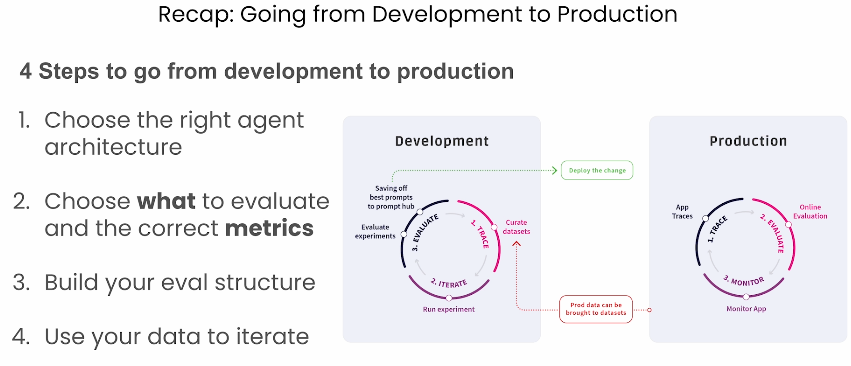 Recap: Going from Development to Production
4 Steps to go from development to production
1. Choose the right agent
architecture
2. Choose what to evaluate
and the correct metrics
3. Build your eval structure
4. Use your data to iterate
Development
Saving off
best prompts
to prompt hub
Evaluate
experiments
3. EVALUATE
1. TRACE
2. ITERATE
Curate
datasets
Run experiment
Deploy the change
Prod data can be
brought to datasets
Production
App
Traces
1. TRACE
2. EVALUATE
3. MONITOR
Online
Evaluation
Monitor App